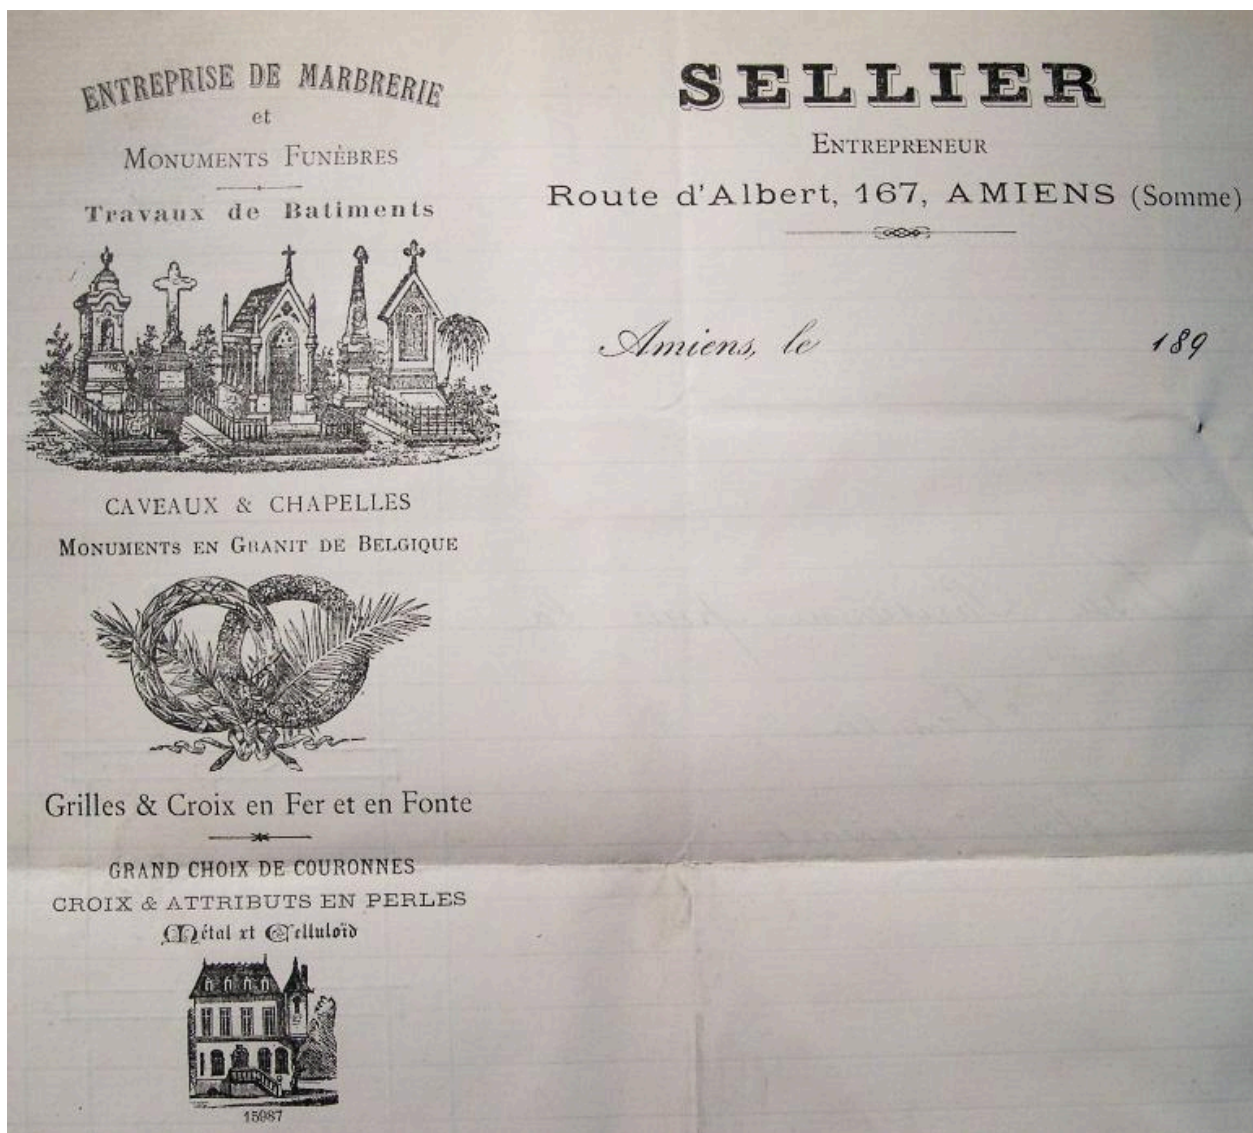 ENTREPRISE DE MARBRERIE
et
MONUMENTS FUNÈBRES
Travaux de Batiments
CAVEAUX & CHAPELLES
MONUMENTS EN GRANIT DE BELGIQUE
Grilles & Croix en Fer et en Fonte
GRAND CHOIX DE COURONNES
CROIX & ATTRIBUTS EN PERLES
Métal et Celluloïd
15987
SELLIER
ENTREPRENEUR
Route d'Albert, 167, AMIENS (Somme)
Amiens, le 189